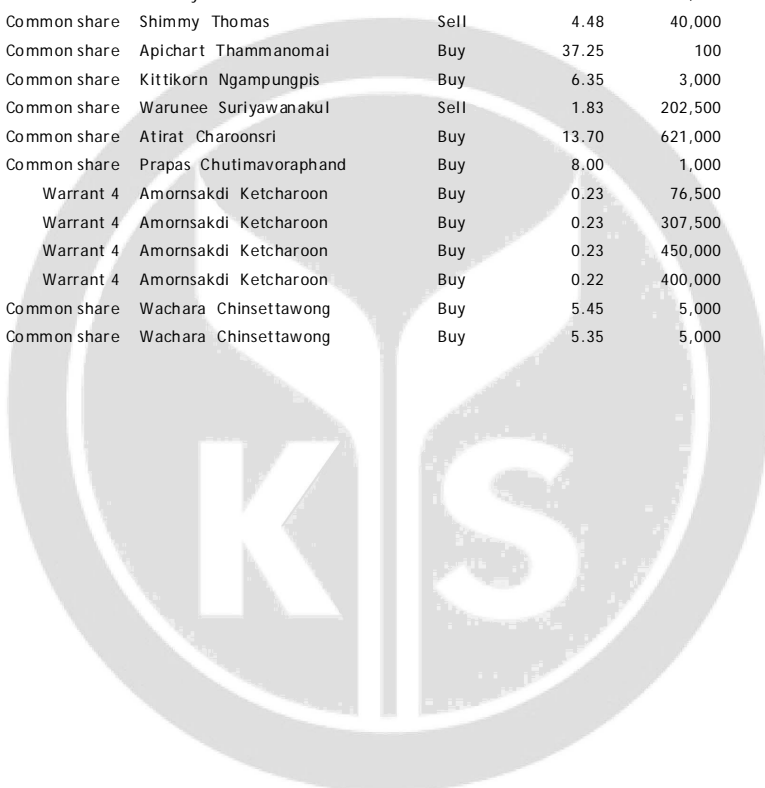 Common share Shimmy Thomas Sell 4.48 40,000
Common share Apichart Thammanomai Buy 37.25 100
Common share Kittikorn Ngampungpis Buy 6.35 3,000
Common share Warunee Suriyawanakul Sell 1.83 202,500
Common share Atirat Charoonsri Buy 13.70 621,000
Common share Prapas Chutimavoraphand Buy 8.00 1,000
Warrant 4 Amornsakdi Ketcharoon Buy 0.23 76,500
Warrant 4 Amornsakdi Ketcharoon Buy 0.23 307,500
Warrant 4 Amornsakdi Ketcharoon Buy 0.23 450,000
Warrant 4 Amornsakdi Ketcharoon Buy 0.22 400,000
Common share Wachara Chinsettawong Buy 5.45 5,000
Common share Wachara Chinsettawong Buy 5.35 5,000
KS